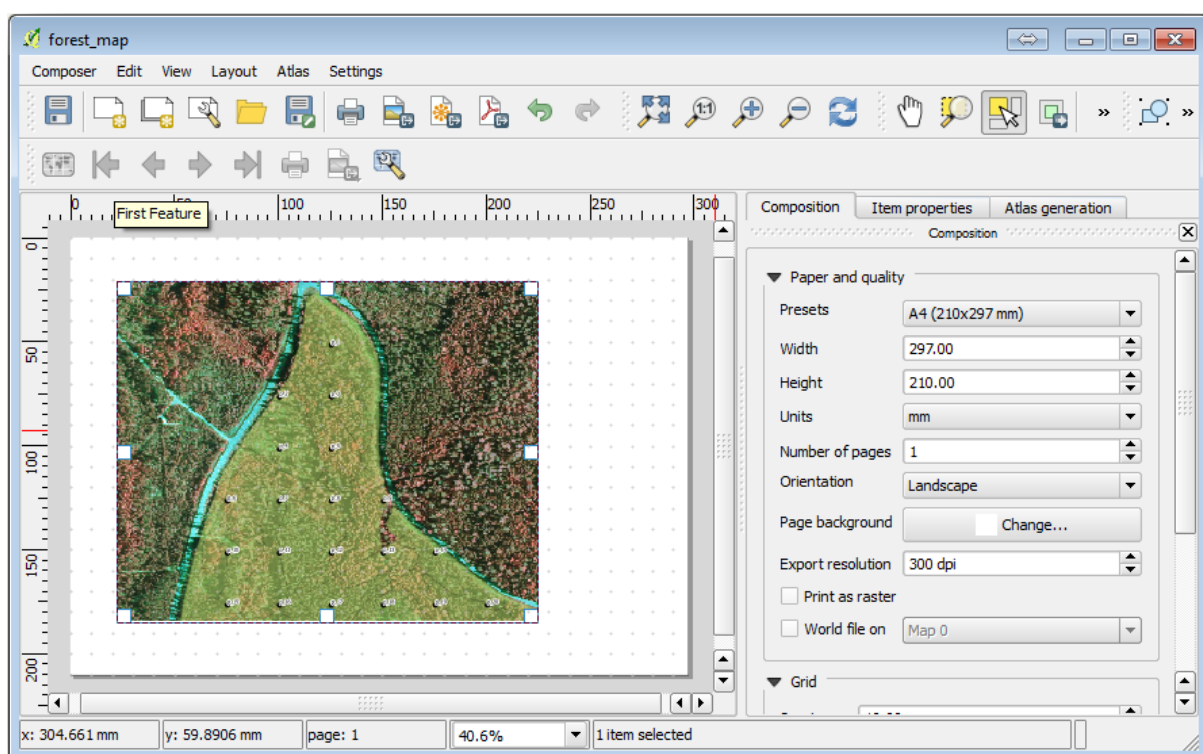 forest_map
Composer Edit View Layout Atlas Settings
1:1
» »
0 100 150 200 250 300
First Feature
0
50
100
150
200
Composition Item properties Atlas generation
Composition
Paper and quality
Presets A4 (210x297 mm)
Width 297.00
Height 210.00
Units mm
Number of pages 1
Orientation Landscape
Page background Change...
Export resolution 300 dpi
Print as raster
World file on Map 0
Grid
x: 304.661 mm y: 59.8906 mm page: 1 40.6% 1 item selected